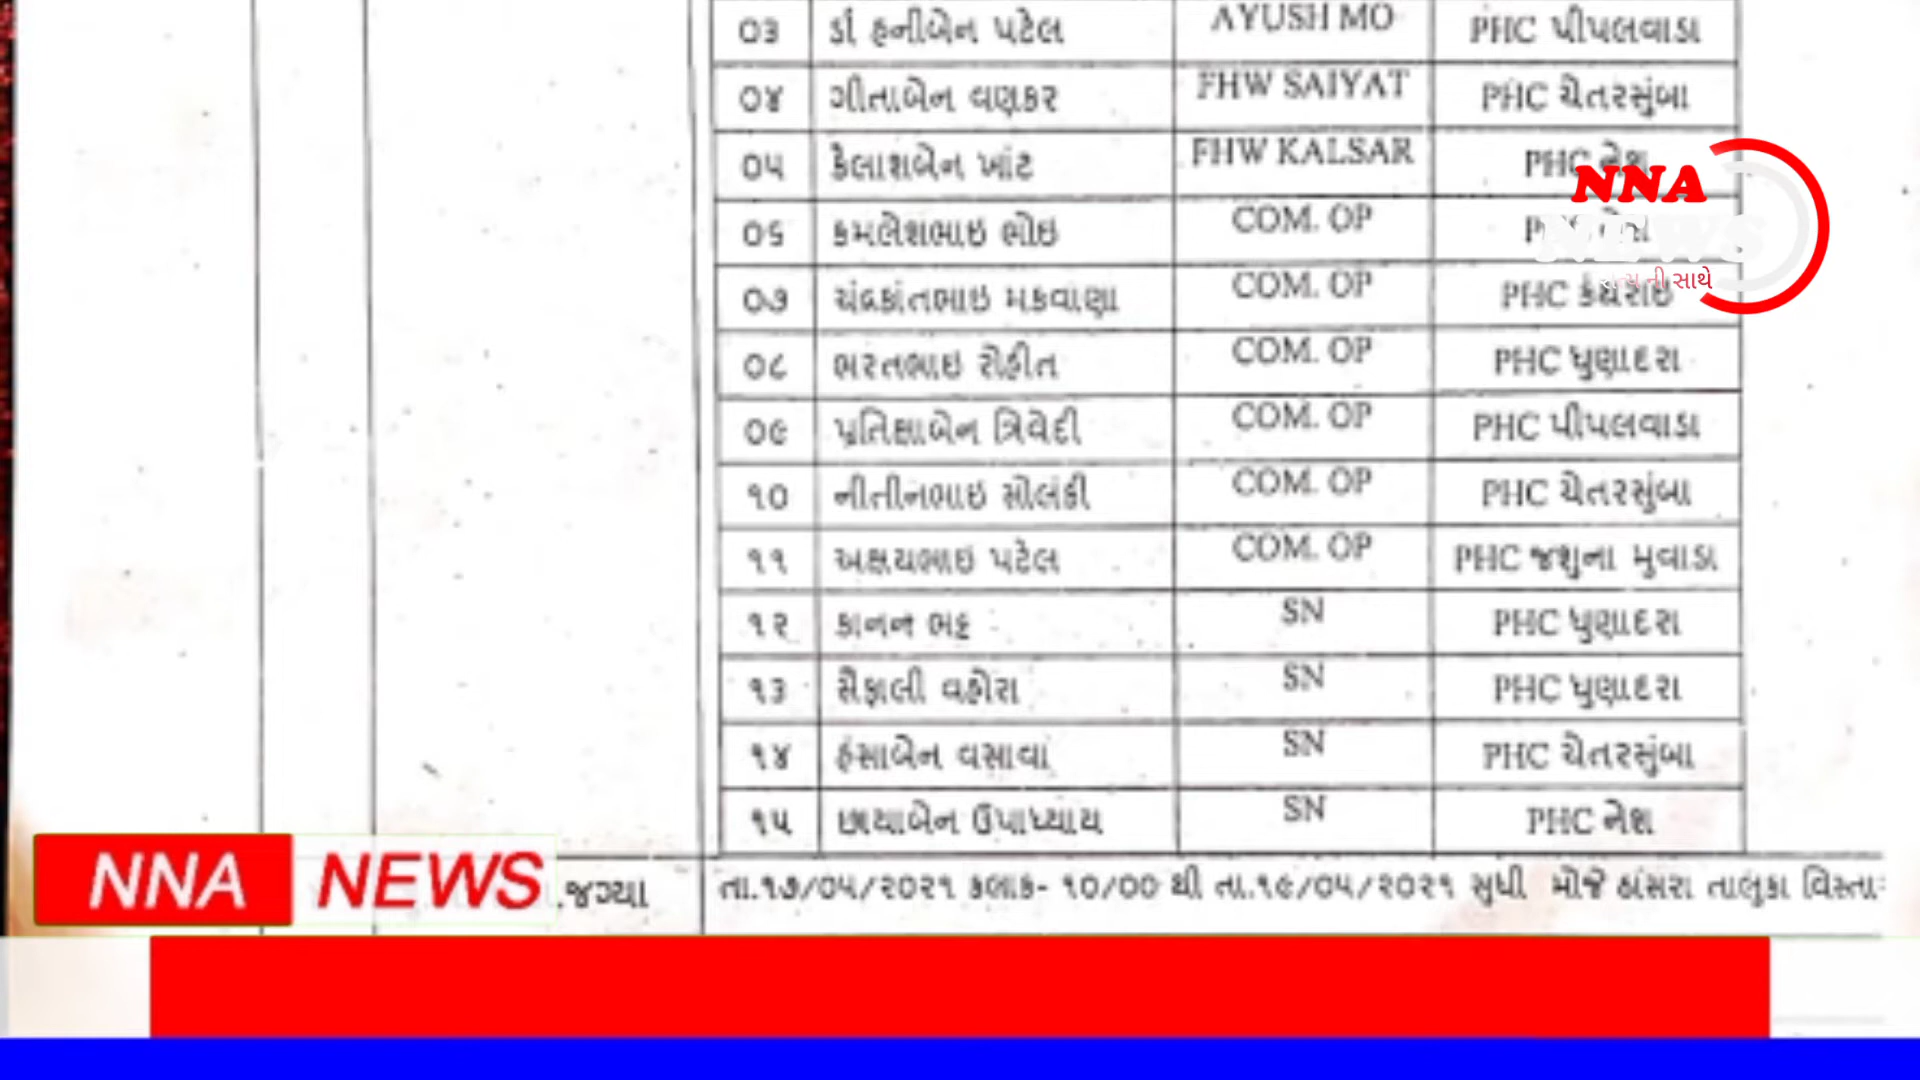 ૦૩ ડૉ હનીબેન પટેલ AYUSH MO PHC પીપલવાડા
૦૪ ગીતાબેન વણકર FHW SAIYAT PHC ચેતરસુંબા
૦૫ કૈલાશબેન ખાંટ FHW KALSAR PHC નેશ
૦૬ કમલેશભાઇ ભોઇ COM. OP
૦૭ ચંદ્રકાંતભાઇ મકવાણા COM. OP PHC
૦૮ ભરતભાઇ રોહીત COM. OP PHC ધુણાદરા
૦૯ પ્રતિક્ષાબેન ત્રિવેદી COM. OP PHC પીપલવાડા
૧૦ નીતીનભાઇ સોલંકી COM. OP PHC ચેતરસુંબા
૧૧ અક્ષયભાઇ પટેલ COM. OP PHC જશુના મુવાડા
૧૨ કાનન ભટ્ટ SN PHC ધુણાદરા
૧૩ સૈફાલી વહોરા SN PHC ધુણાદરા
૧૪ હંસાબેન વસાવા SN PHC ચેતરસુંબા
૧૫ છાયાબેન ઉપાધ્યાય SN PHC નેશ
જગ્યા તા.૧૭/૦૫/૨૦૨૧ કલાક- ૧૦/૦૦ થી તા.૧૯/૦૫/૨૦૨૧ સુધી મોજે ઠાસરા તાલુકા
NNA
NEWS
સત્ય ની સાથે
NNA NEWS